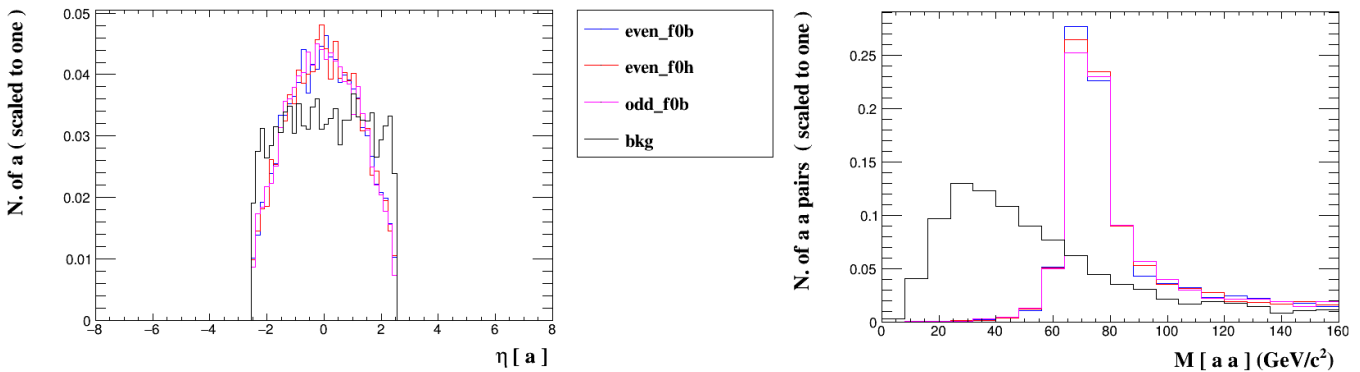 N. of a ( scaled to one )
0.05
0.04
0.03
0.02
0.01
0
−8 −6 −4 −2 0 2 4 6 8
η [ a ]
even_f0b
even_f0h
odd_f0b
bkg
N. of a a pairs ( scaled to one )
0.25
0.2
0.15
0.1
0.05
0
0 20 40 60 80 100 120 140 160
M [ a a ] (GeV/c²)